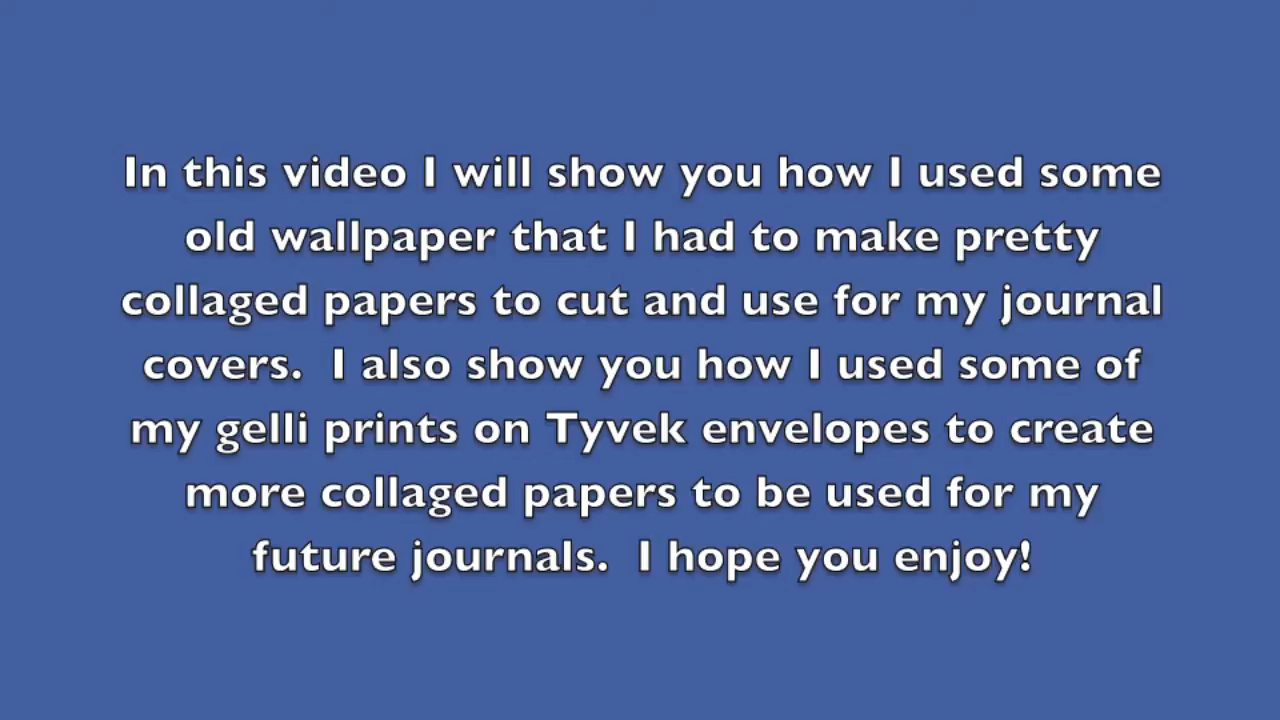 In this video I will show you how I used some
old wallpaper that I had to make pretty
collaged papers to cut and use for my journal
covers.  I also show you how I used some of
my gelli prints on Tyvek envelopes to create
more collaged papers to be used for my
future journals.  I hope you enjoy!